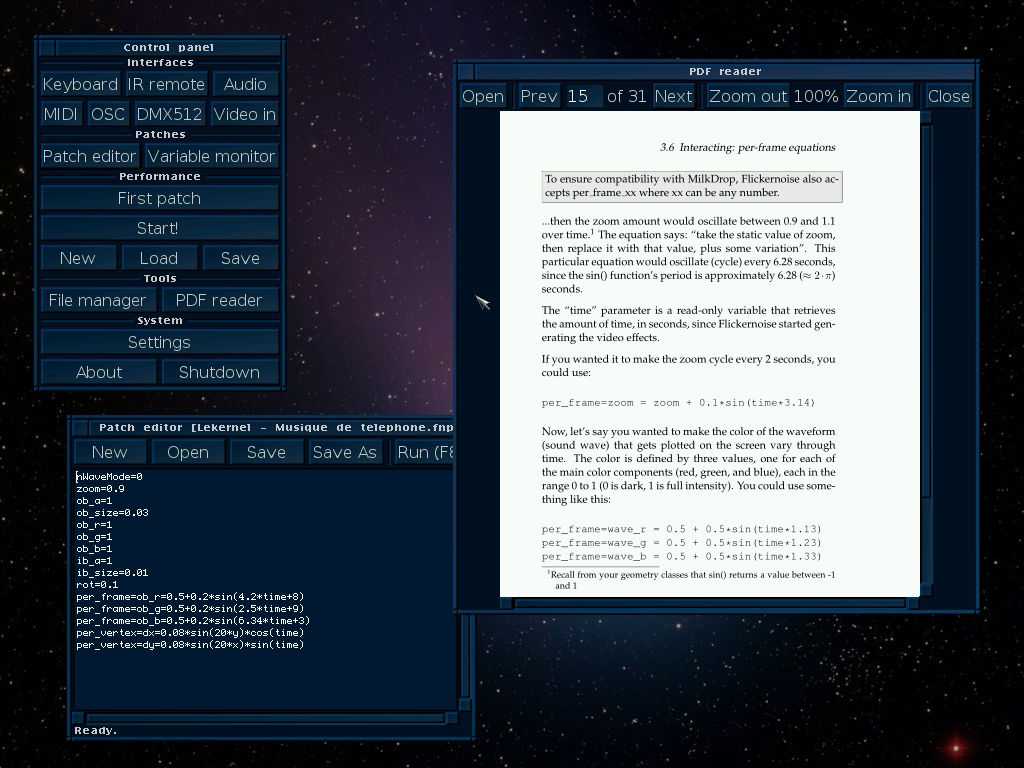 Control panel
Interfaces
Keyboard IR remote Audio
MIDI OSC DMX512 Video in
Patches
Patch editor Variable monitor
Performance
First patch
Start!
New Load Save
Tools
File manager PDF reader
System
Settings
About Shutdown
PDF reader
Open Prev 15 of 31 Next Zoom out 100% Zoom in Close
3.6 Interacting: per-frame equations
To ensure compatibility with MilkDrop, Flickernoise also ac-
cepts per_frame_xx where xx can be any number.
...then the zoom amount would oscillate between 0.9 and 1.1
over time.1 The equation says: “take the static value of zoom,
then replace it with that value, plus some variation”. This
particular equation would oscillate (cycle) every 6.28 seconds,
since the sin() function’s period is approximately 6.28 (≈ 2 · π)
seconds.
The “time” parameter is a read-only variable that retrieves
the amount of time, in seconds, since Flickernoise started gen-
erating the video effects.
If you wanted it to make the zoom cycle every 2 seconds, you
could use:
per_frame=zoom = zoom + 0.1*sin(time*3.14)
Now, let’s say you wanted to make the color of the waveform
(sound wave) that gets plotted on the screen vary through
time. The color is defined by three values, one for each of
the main color components (red, green, and blue), each in the
range 0 to 1 (0 is dark, 1 is full intensity). You could use some-
thing like this:
per_frame=wave_r = 0.5 + 0.5*sin(time*1.13)
per_frame=wave_g = 0.5 + 0.5*sin(time*1.23)
per_frame=wave_b = 0.5 + 0.5*sin(time*1.33)
1Recall from your geometry classes that sin() returns a value between -1
and 1
Patch editor [Lekernel - Musique de telephone.fnp
New Open Save Save As Run (F8
nWaveMode=0
zoom=0.9
ob_a=1
ob_size=0.03
ob_r=1
ob_g=1
ob_b=1
ib_a=1
ib_size=0.01
rot=0.1
per_frame=ob_r=0.5+0.2*sin(4.2*time+8)
per_frame=ob_g=0.5+0.2*sin(2.5*time+9)
per_frame=ob_b=0.5+0.2*sin(6.34*time+3)
per_vertex=dx=0.08*sin(20*y)*cos(time)
per_vertex=dy=0.08*sin(20*x)*sin(time)
Ready.